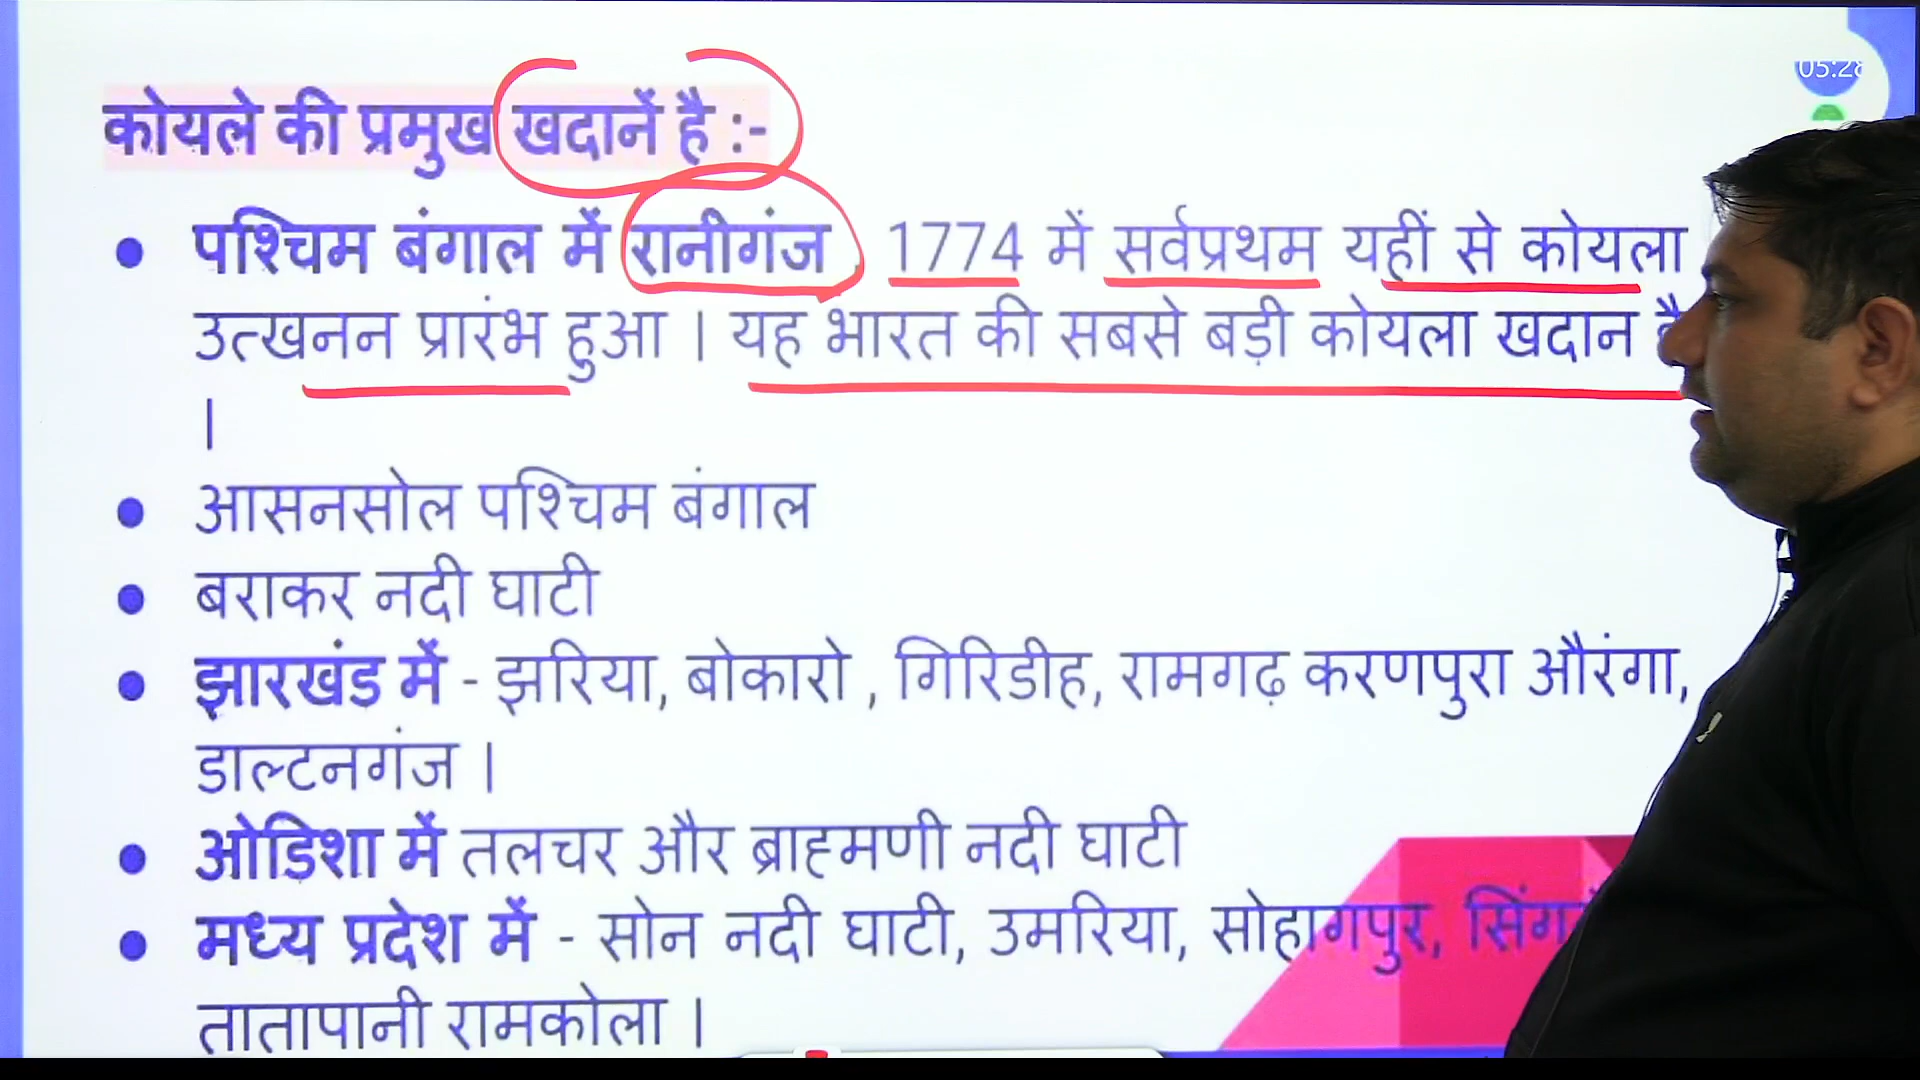 05:28
कोयले की प्रमुख खदानें है :-
पश्चिम बंगाल में रानीगंज , 1774 में सर्वप्रथम यहीं से कोयला
उत्खनन प्रारंभ हुआ । यह भारत की सबसे बड़ी कोयला खदान है
।
आसनसोल पश्चिम बंगाल
बराकर नदी घाटी
झारखंड में - झरिया, बोकारो , गिरिडीह, रामगढ़ करणपुरा औरंगा,
डाल्टनगंज ।
ओडिशा में तलचर और ब्राह्मणी नदी घाटी
मध्य प्रदेश में - सोन नदी घाटी, उमरिया, सोहागपुर,
तातापानी रामकोला ।